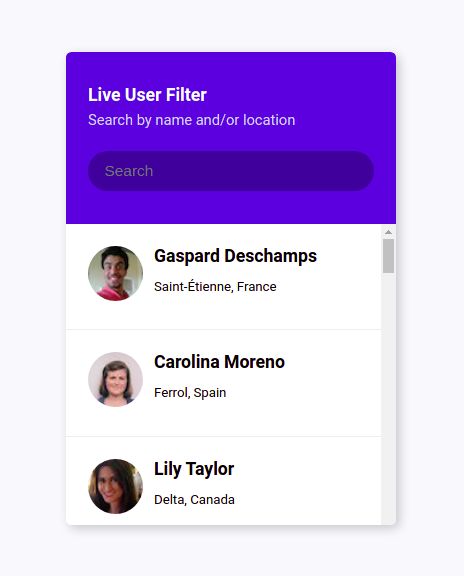 Live User Filter
Search by name and/or location
Search
Gaspard Deschamps
Saint-Étienne, France
Carolina Moreno
Ferrol, Spain
Lily Taylor
Delta, Canada